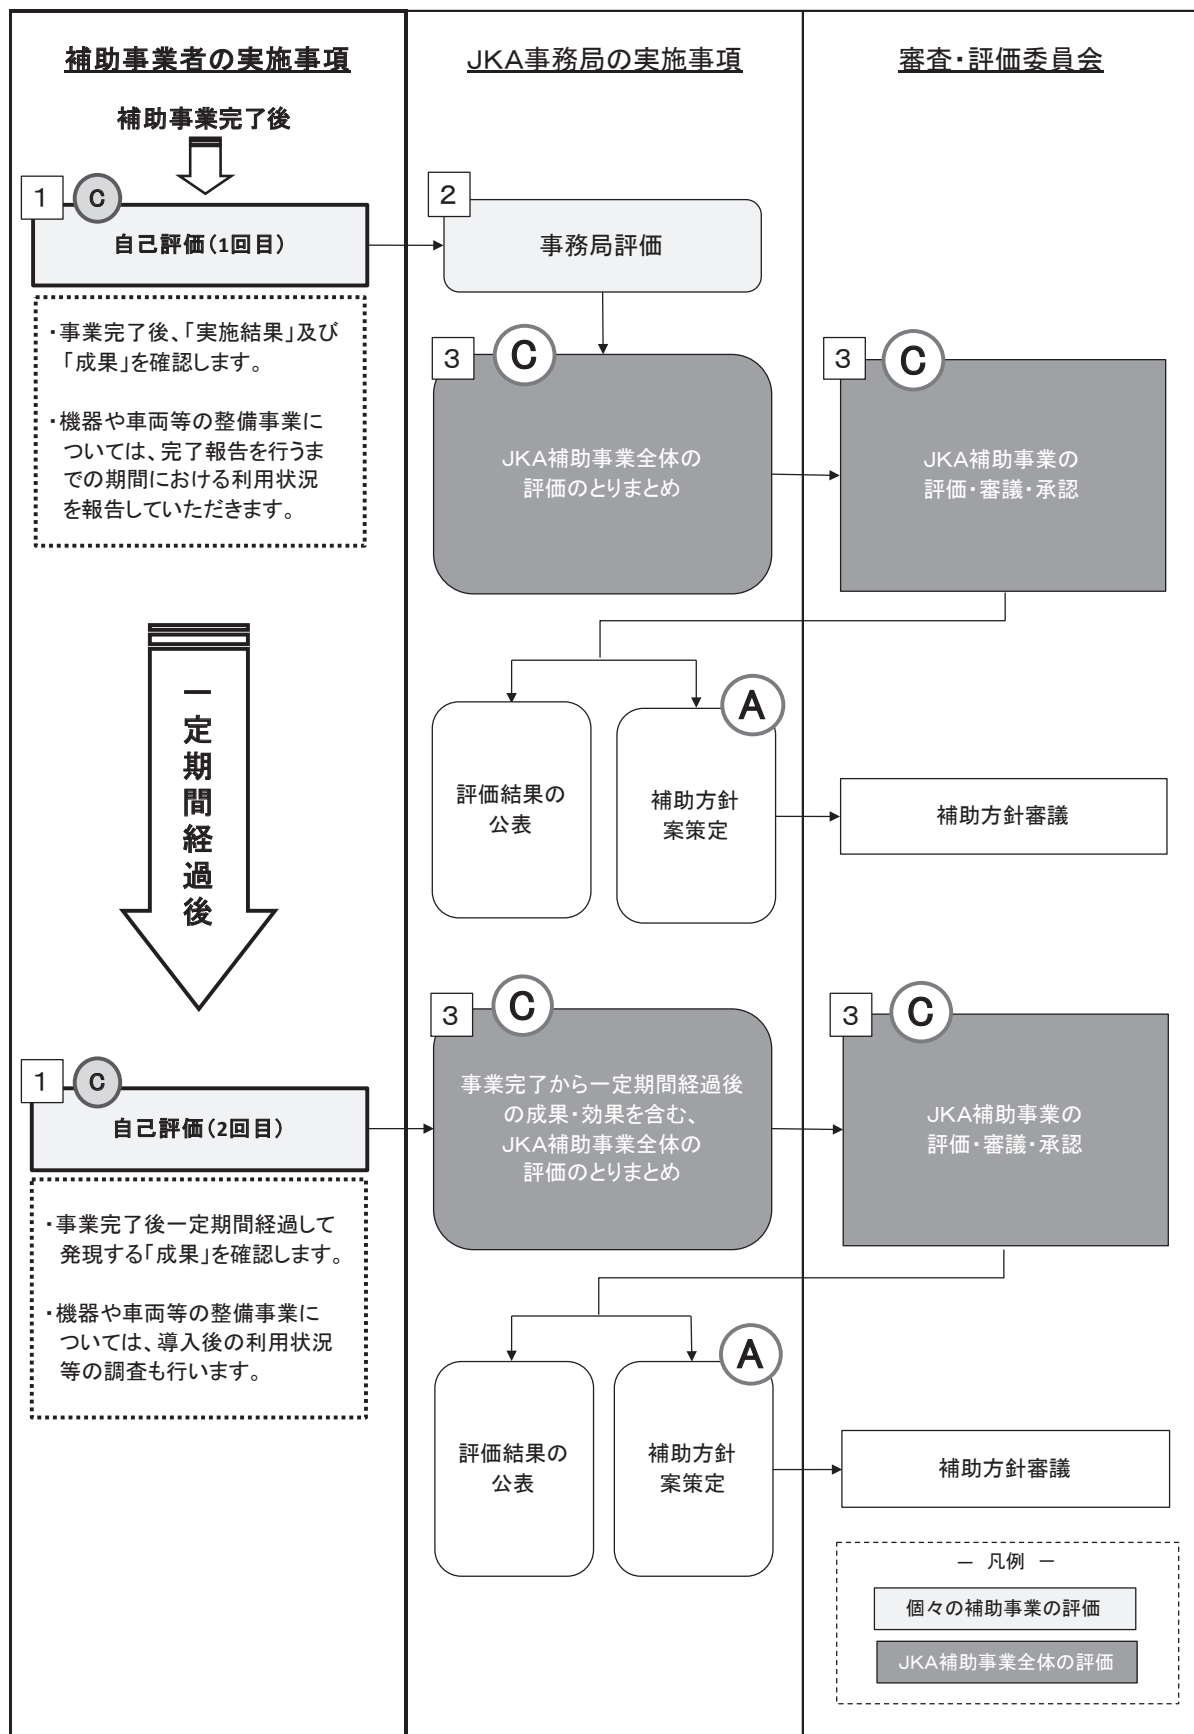 補助事業者の実施事項
JKA事務局の実施事項
審査・評価委員会
補助事業完了後
1
C
自己評価(1回目)
2
事務局評価
・事業完了後、「実施結果」及び
「成果」を確認します。
・機器や車両等の整備事業に
ついては、完了報告を行うま
での期間における利用状況
を報告していただきます。
3
C
JKA補助事業全体の
評価のとりまとめ
3
C
JKA補助事業の
評価・審議・承認
一定期間経過後
評価結果の
公表
A
補助方針
案策定
補助方針審議
1
C
自己評価(2回目)
3
C
事業完了から一定期間経過後
の成果・効果を含む、
JKA補助事業全体の
評価のとりまとめ
3
C
JKA補助事業の
評価・審議・承認
・事業完了後一定期間経過して
発現する「成果」を確認します。
・機器や車両等の整備事業に
ついては、導入後の利用状況
等の調査も行います。
評価結果の
公表
A
補助方針
案策定
補助方針審議
― 凡例 ―
個々の補助事業の評価
JKA補助事業全体の評価